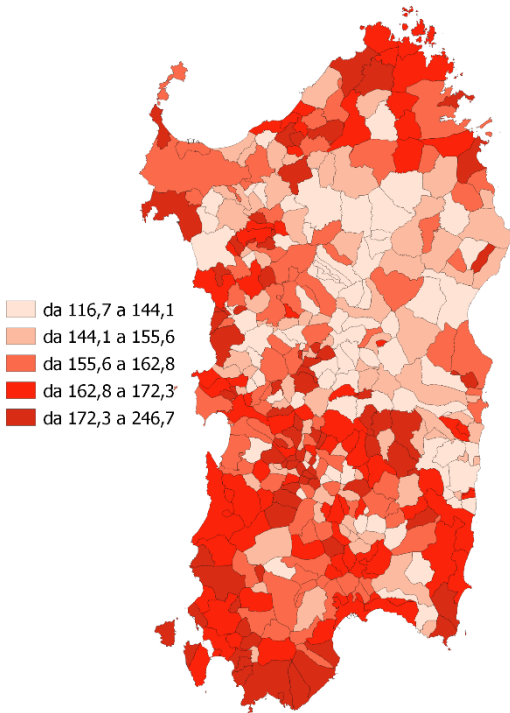 da 116,7 a 144,1
da 144,1 a 155,6
da 155,6 a 162,8
da 162,8 a 172,3
da 172,3 a 246,7